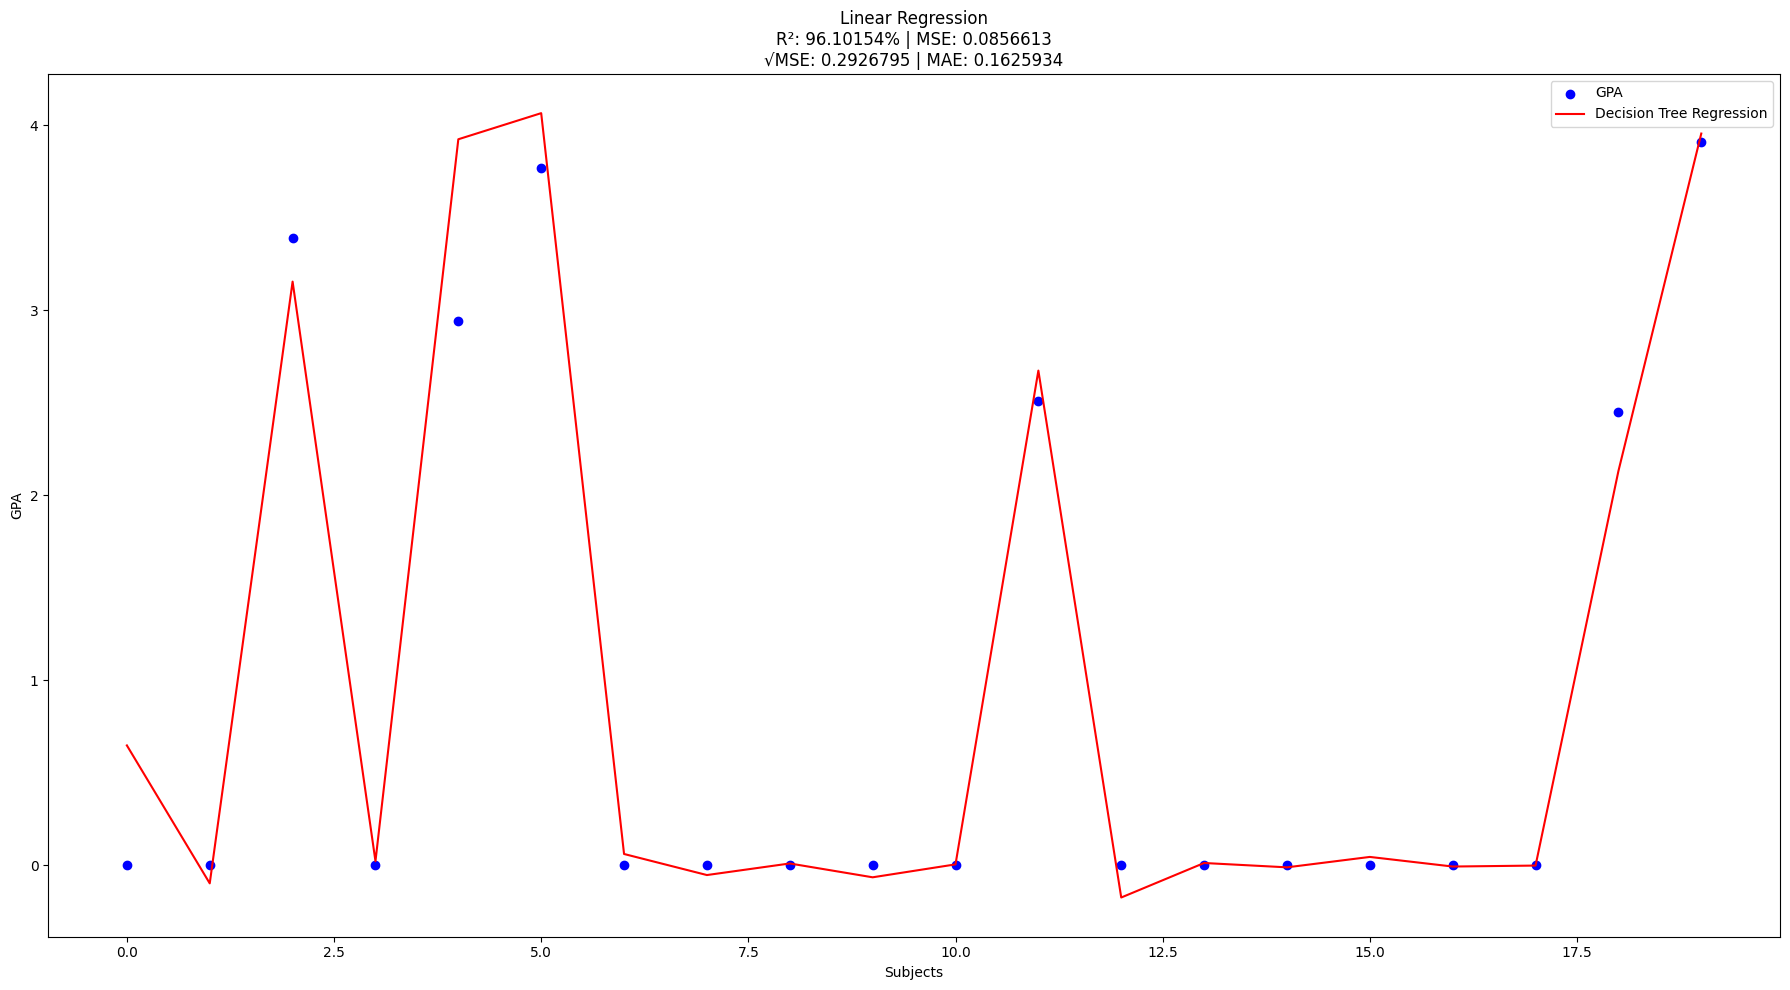 Linear Regression
R²: 96.10154% | MSE: 0.0856613
√MSE: 0.2926795 | MAE: 0.1625934
GPA
Decision Tree Regression
4
3
2
1
0
GPA
0.0 2.5 5.0 7.5 10.0 12.5 15.0 17.5
Subjects